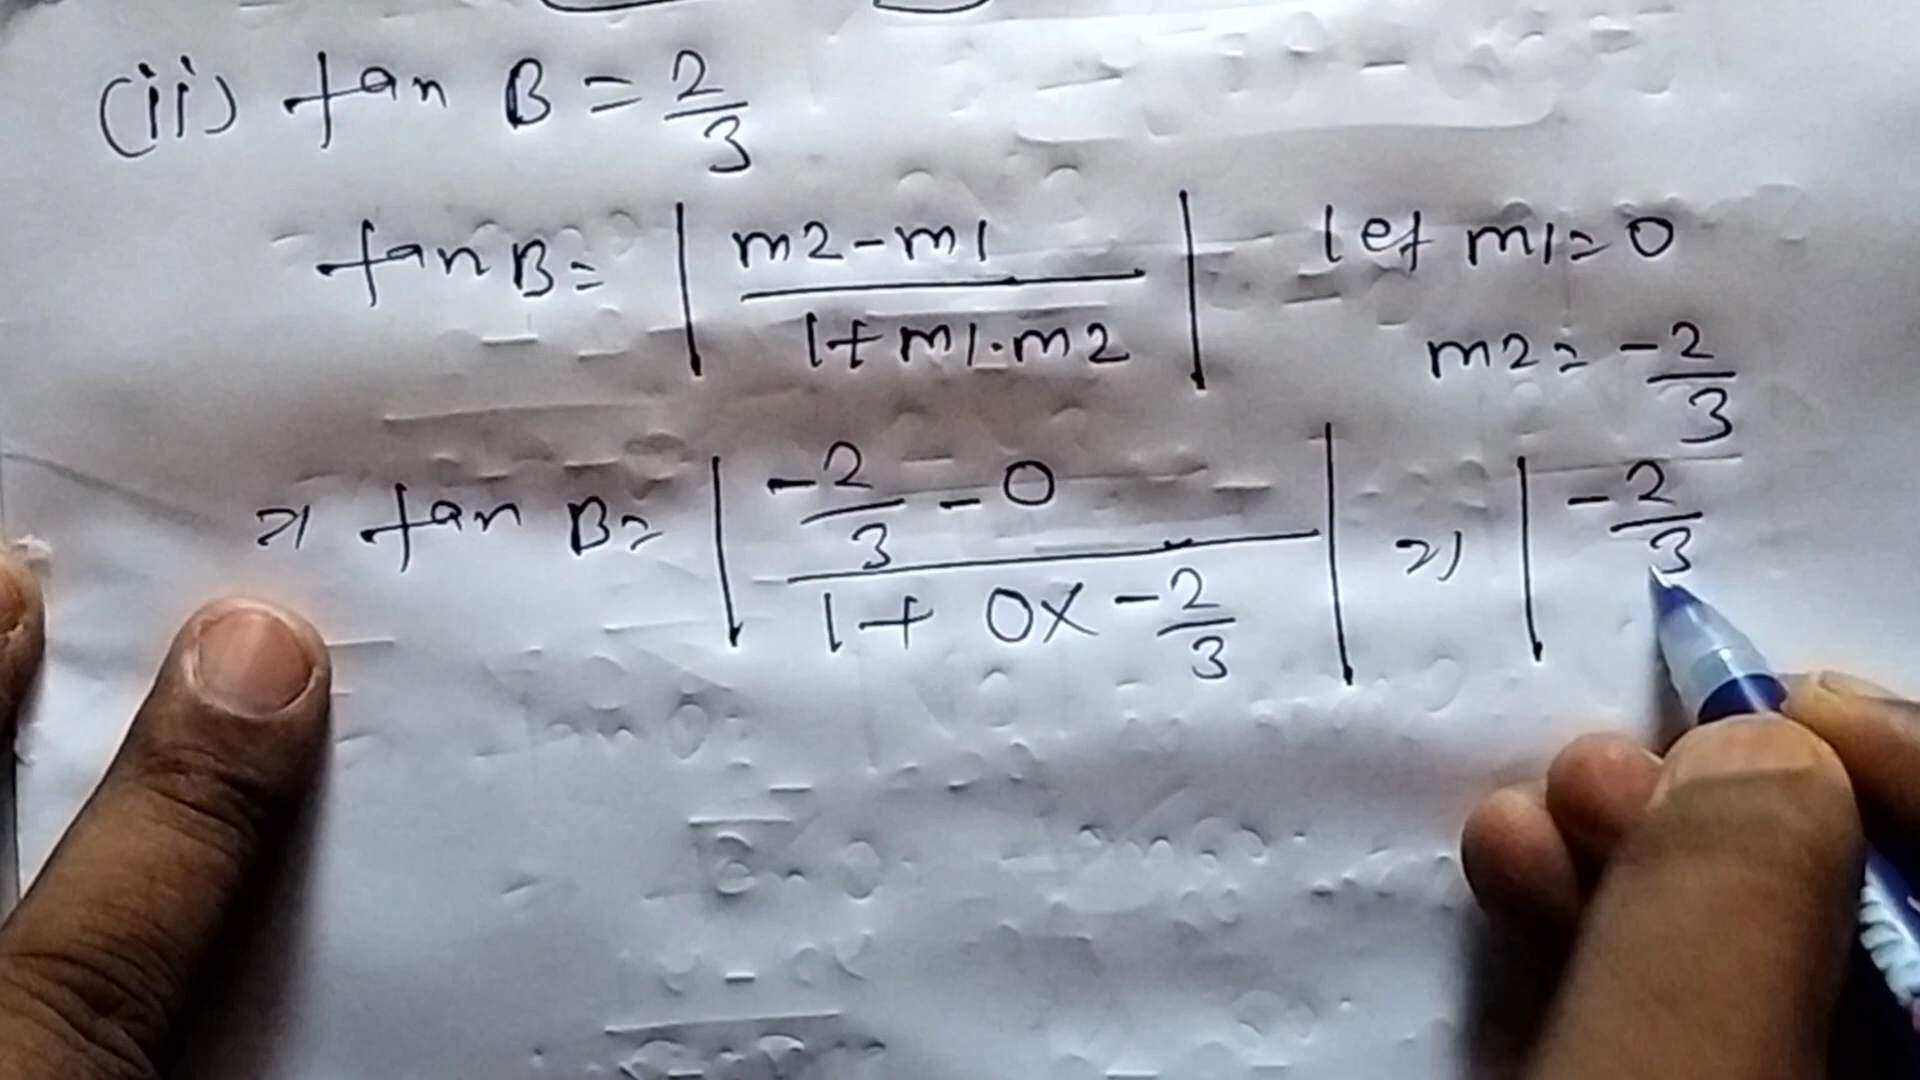 (ii) tan B = 2/3
tan B = | m2-m1 / 1+m1.m2 | let m1 = 0
m2 = -2/3
=> tan B = | -2/3 - 0 / 1+ 0x -2/3 | => | -2/3